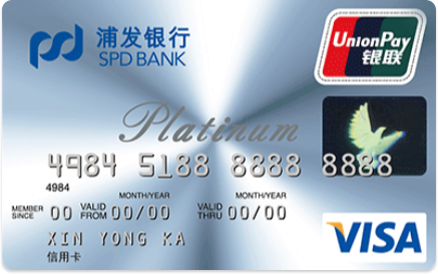 浦发银行
SPD BANK
UnionPay
银联
Platinum
4984 5188 8888 8888
4984
MONTH/YEAR
MONTH/YEAR
MEMBER SINCE 00 VALID FROM 00/00 VALID THRU 00/00
XIN YONG KA
信用卡
VISA